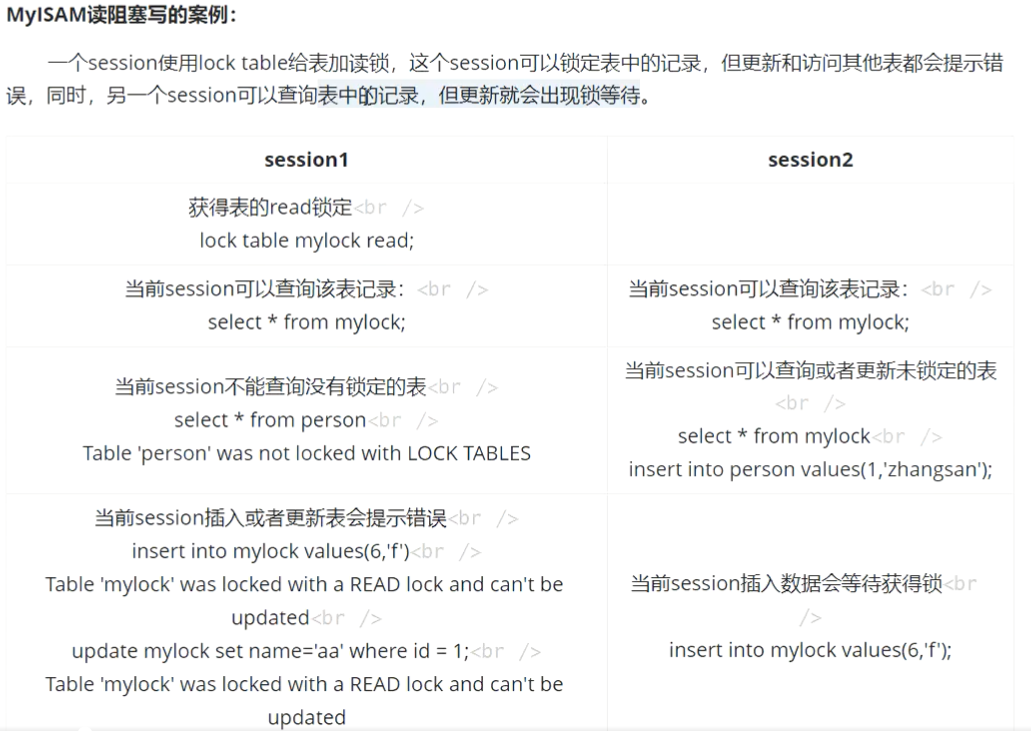 MyISAM读阻塞写的案例：
一个session使用lock table给表加读锁，这个session可以锁定表中的记录，但更新和访问其他表都会提示错
误，同时，另一个session可以查询表中的记录，但更新就会出现锁等待。
session1
session2
获得表的read锁定<br />
lock table mylock read;
当前session可以查询该表记录：<br />
select * from mylock;
当前session可以查询该表记录：<br />
select * from mylock;
当前session不能查询没有锁定的表<br />
select * from person<br />
Table 'person' was not locked with LOCK TABLES
当前session可以查询或者更新未锁定的表
<br />
select * from mylock<br />
insert into person values(1,'zhangsan');
当前session插入或者更新表会提示错误<br />
insert into mylock values(6,'f')<br />
Table 'mylock' was locked with a READ lock and can't be
updated<br />
update mylock set name='aa' where id = 1;<br />
Table 'mylock' was locked with a READ lock and can't be
updated
当前session插入数据会等待获得锁<br
/>
insert into mylock values(6,'f');